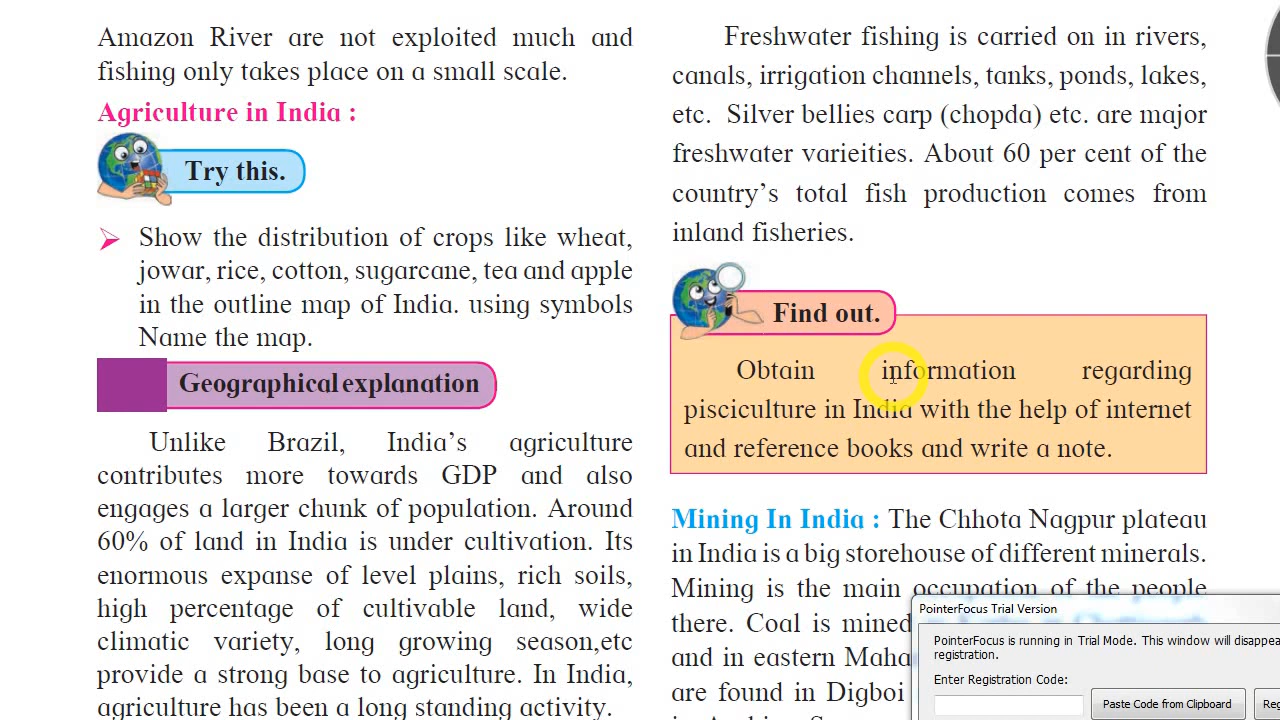 Amazon River are not exploited much and
fishing only takes place on a small scale.
Agriculture in India :
Try this.
Show the distribution of crops like wheat,
jowar, rice, cotton, sugarcane, tea and apple
in the outline map of India. using symbols
Name the map.
Geographical explanation
Unlike Brazil, India's agriculture
contributes more towards GDP and also
engages a larger chunk of population. Around
60% of land in India is under cultivation. Its
enormous expanse of level plains, rich soils,
high percentage of cultivable land, wide
climatic variety, long growing season,etc
provide a strong base to agriculture. In India,
agriculture has been a long standing activity.
Freshwater fishing is carried on in rivers,
canals, irrigation channels, tanks, ponds, lakes,
etc. Silver bellies carp (chopda) etc. are major
freshwater varieities. About 60 per cent of the
country's total fish production comes from
inland fisheries.
Find out.
Obtain information regarding
pisciculture in India with the help of internet
and reference books and write a note.
Mining In India : The Chhota Nagpur plateau
in India is a big storehouse of different minerals.
Mining is the main occupation of the people
there. Coal is mined
and in eastern Maha
are found in Digboi
PointerFocus Trial Version
PointerFocus is running in Trial Mode. This window will disappea
registration.
Enter Registration Code:
Paste Code from Clipboard
Reg